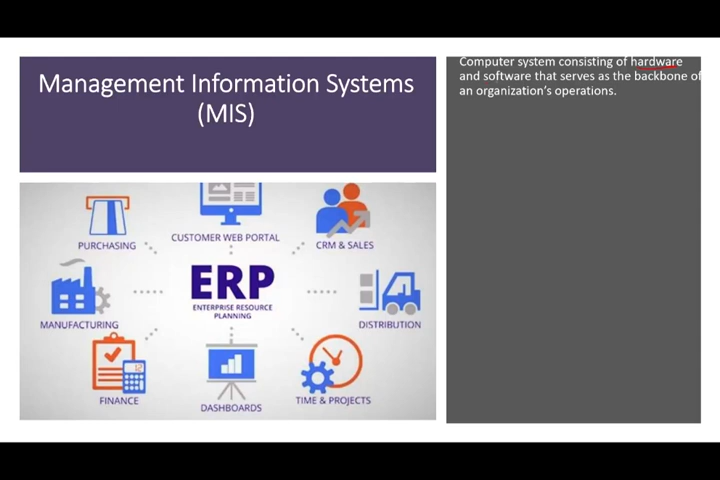 Management Information Systems
(MIS)
Computer system consisting of hardware
and software that serves as the backbone of
an organization's operations.
PURCHASING
CUSTOMER WEB PORTAL
CRM & SALES
ERP
ENTERPRISE RESOURCE
PLANNING
MANUFACTURING
DISTRIBUTION
FINANCE
DASHBOARDS
TIME & PROJECTS